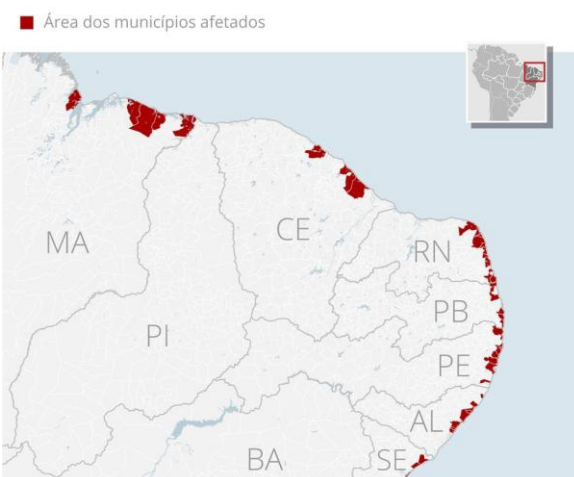 Área dos municípios afetados
CE
MA
RN
PB
PI
PE
AL
BA
SE